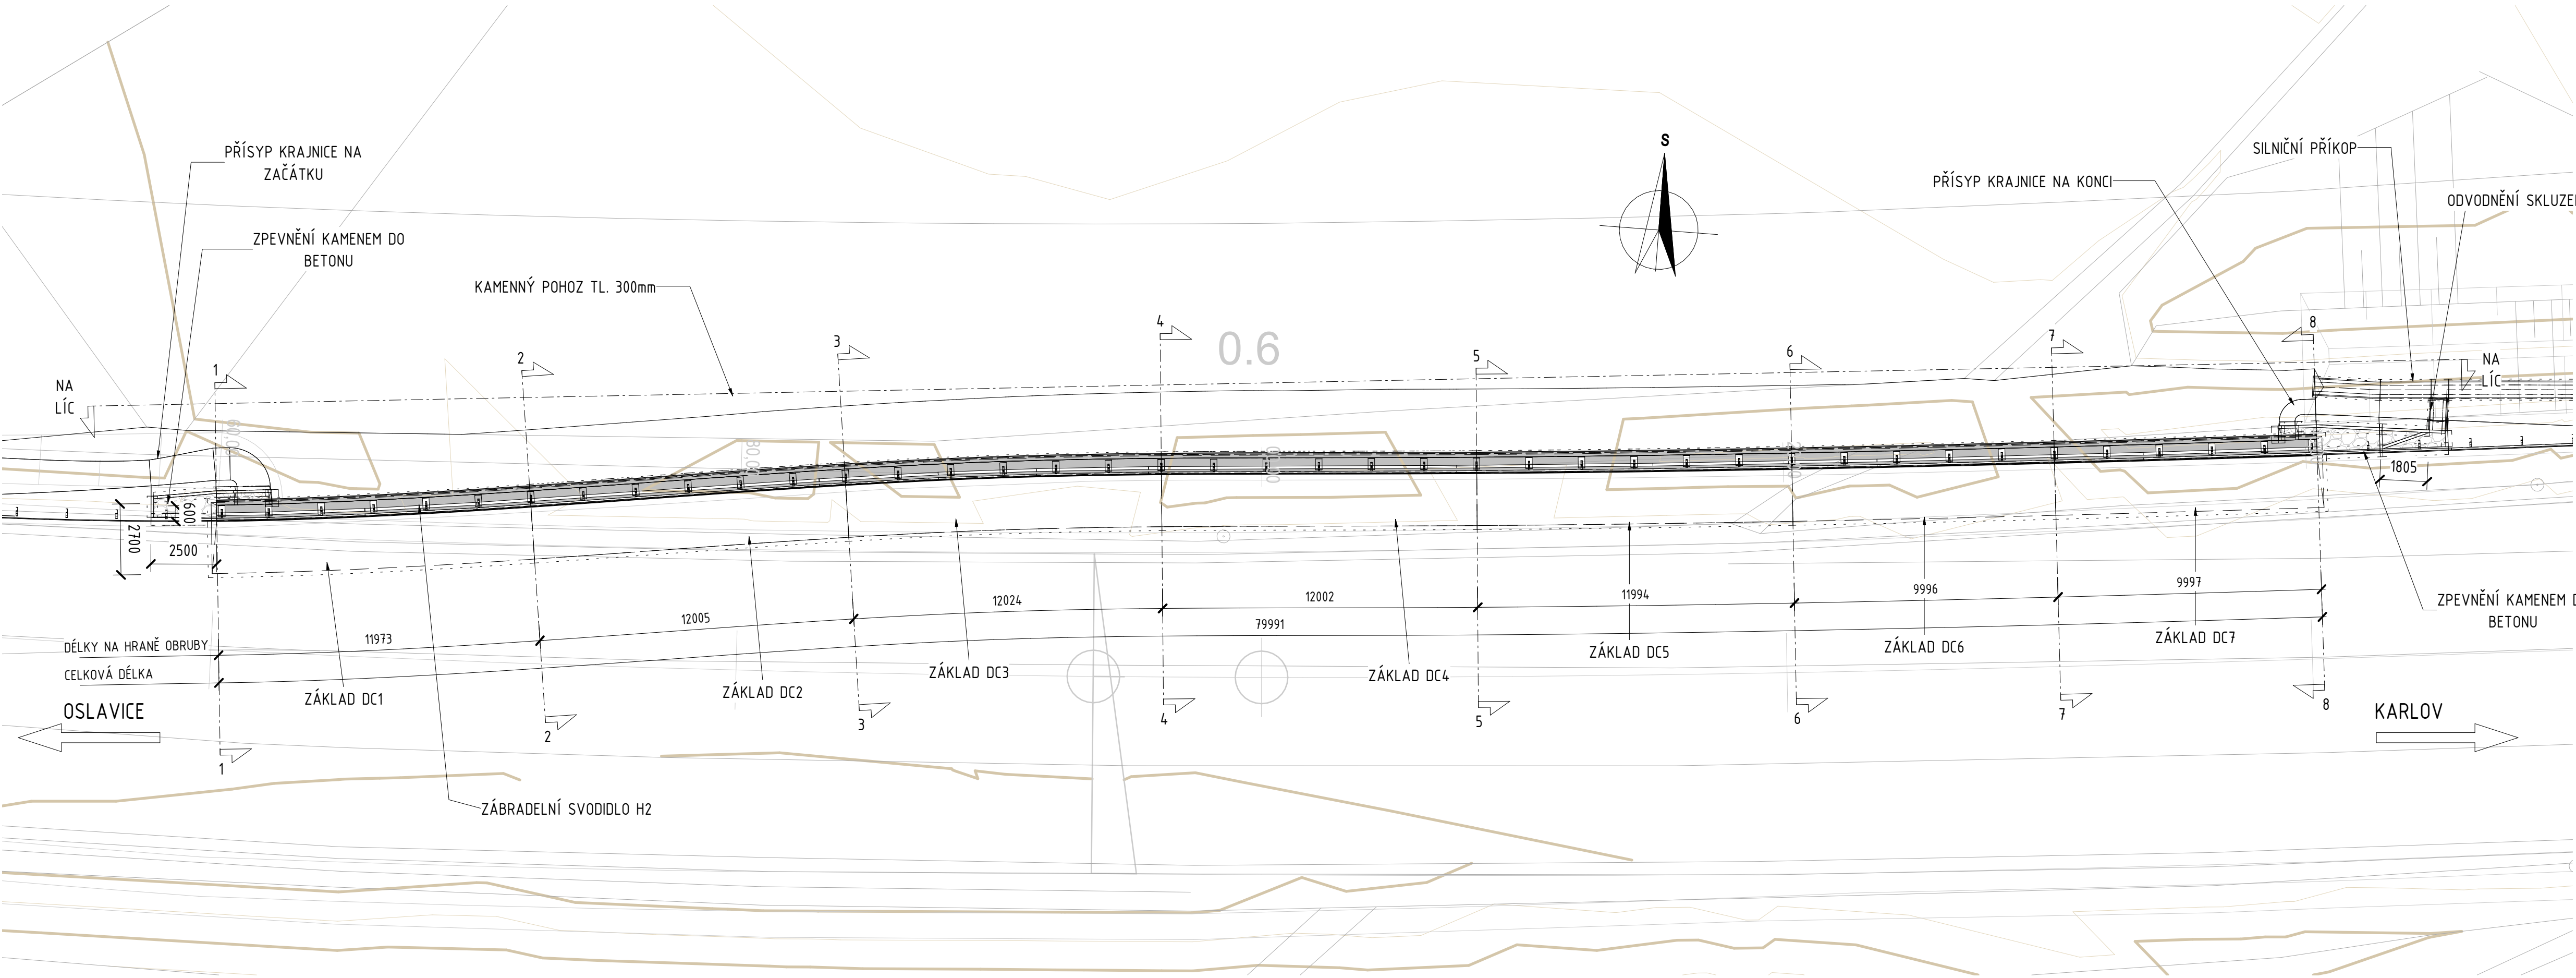 S
PŘÍSYP KRAJNICE NA
ZAČÁTKU
SILNIČNÍ PŘÍKOP
PŘÍSYP KRAJNICE NA KONCI
ODVODNĚNÍ SKLUZE
ZPEVNĚNÍ KAMENEM DO
BETONU
KAMENNÝ POHOZ TL. 300mm
0.6
1
2
3
4
5
6
7
8
NA
LÍC
NA
LÍC
600
2700
2500
1805
11973
12005
12024
12002
11994
9996
9997
79991
DÉLKY NA HRANĚ OBRUBY
CELKOVÁ DÉLKA
ZÁKLAD DC1
ZÁKLAD DC2
ZÁKLAD DC3
ZÁKLAD DC4
ZÁKLAD DC5
ZÁKLAD DC6
ZÁKLAD DC7
ZPEVNĚNÍ KAMENEM
BETONU
1
2
3
4
5
6
7
8
OSLAVICE
KARLOV
ZÁBRADELNÍ SVODIDLO H2